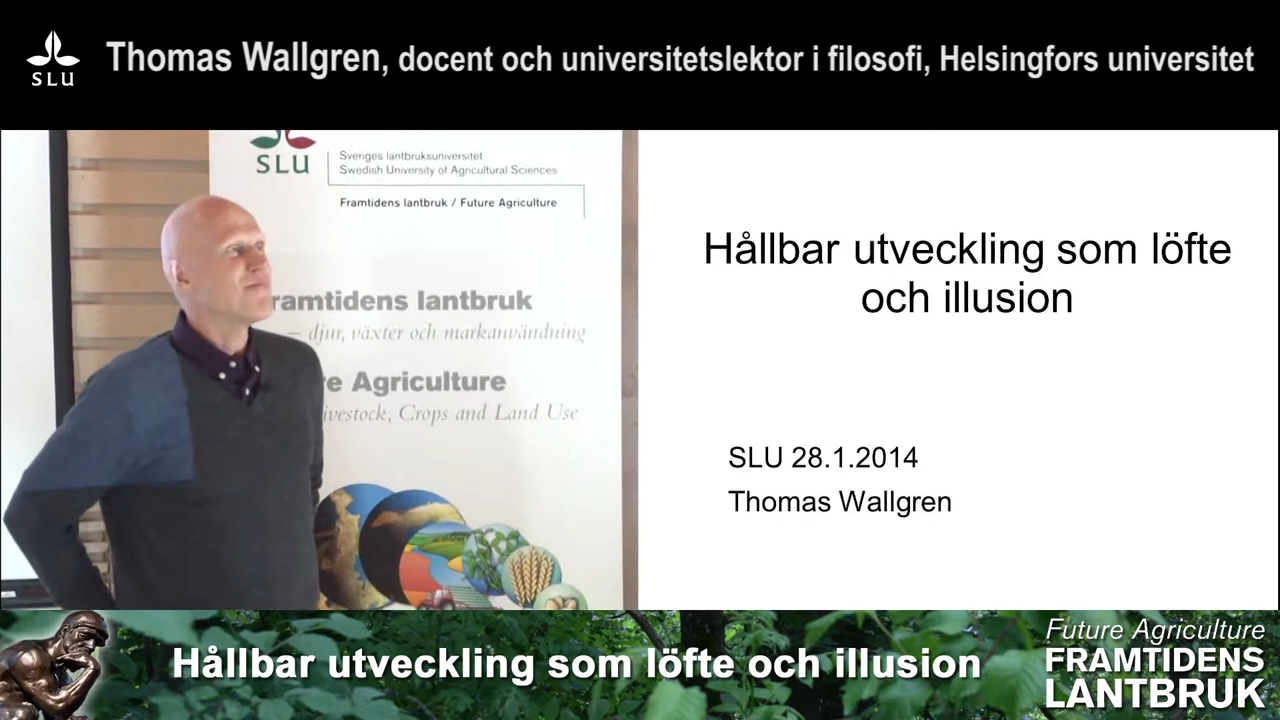 SLU
Thomas Wallgren, docent och universitetslektor i filosofi, Helsingfors universitet
SLU
Sveriges lantbruksuniversitet
Swedish University of Agricultural Sciences
Framtidens lantbruk / Future Agriculture
ramtidens lantbruk
– djur, växter och markanvändning
re Agriculture
ivestock, Crops and Land Use
Hållbar utveckling som löfte
och illusion
SLU 28.1.2014
Thomas Wallgren
Hållbar utveckling som löfte och illusion
Future Agriculture
FRAMTIDENS
LANTBRUK